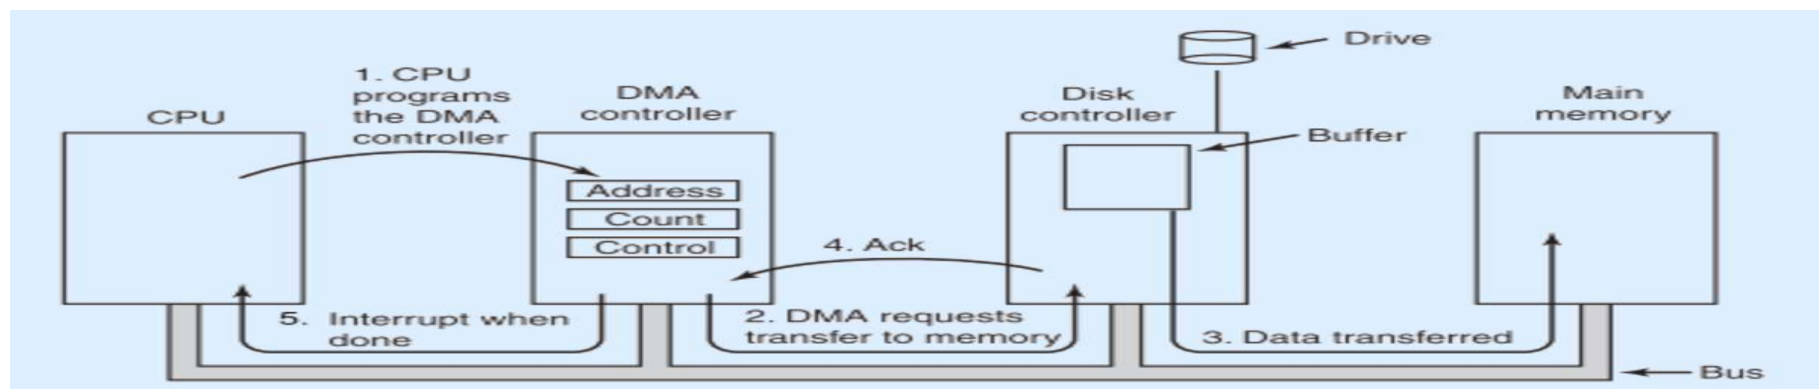 CPU
1. CPU
programs
the DMA
controller
DMA
controller
Address
Count
Control
Disk
controller
Drive
Buffer
Main
memory
4. Ack
5. Interrupt when
done
2. DMA requests
transfer to memory
3. Data transferred
Bus